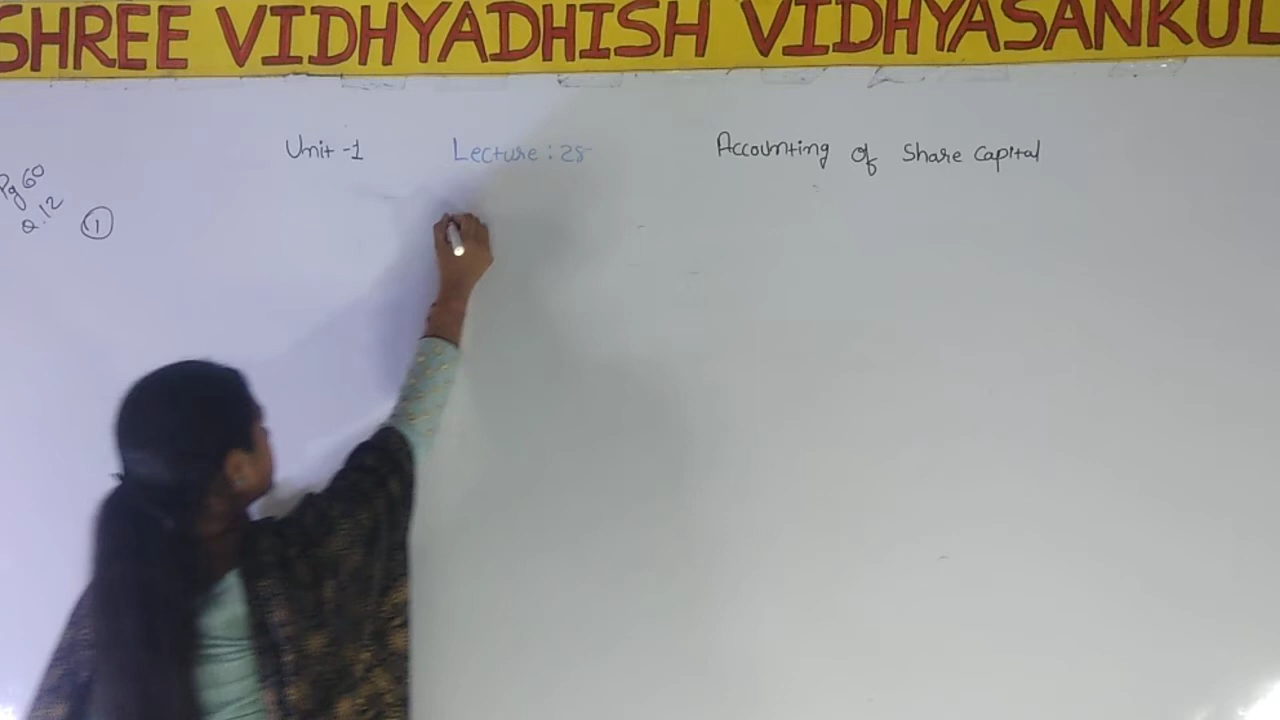 SHREE VIDHYADHISH VIDHYASANKUL
Unit-1 Lecture : 25 Accounting of Share Capital
Pg 60
Q.12
1